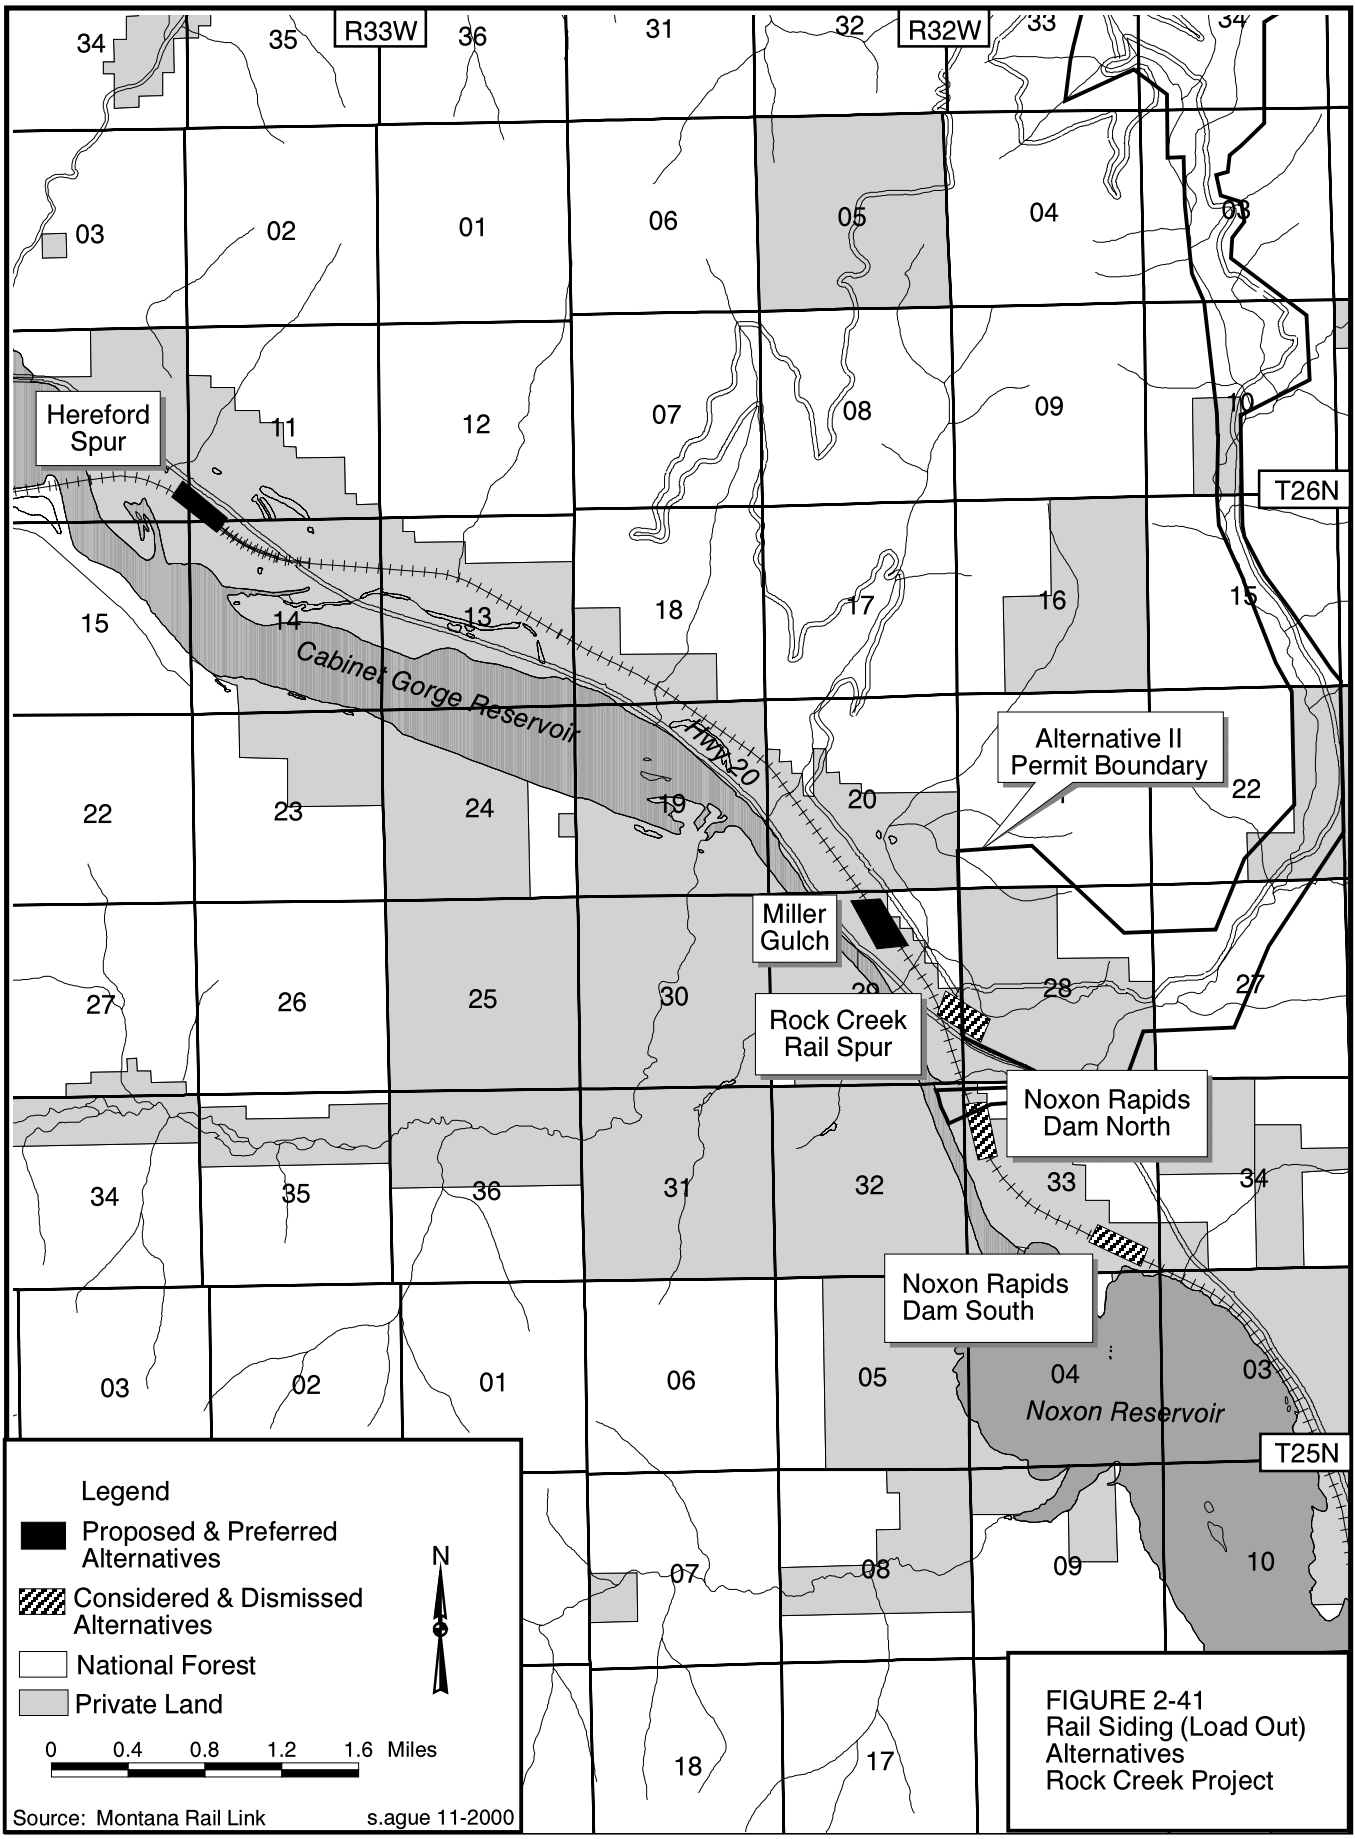 34
35
R33W
36
31
32
R32W
33
34
03
02
01
06
05
04
03
Hereford
Spur
11
12
07
08
09
10
T26N
15
14
13
18
17
16
15
Cabinet Gorge Reservoir
Hwy 20
Alternative II
Permit Boundary
22
23
24
19
20
22
Miller
Gulch
27
26
25
30
29
28
27
Rock Creek
Rail Spur
Noxon Rapids
Dam North
34
35
36
31
32
33
34
Noxon Rapids
Dam South
03
02
01
06
05
04
03
Noxon Reservoir
T25N
07
08
09
10
18
17
Legend
Proposed & Preferred
Alternatives
Considered & Dismissed
Alternatives
National Forest
Private Land
N
0 0.4 0.8 1.2 1.6 Miles
Source: Montana Rail Link
s.ague 11-2000
FIGURE 2-41
Rail Siding (Load Out)
Alternatives
Rock Creek Project